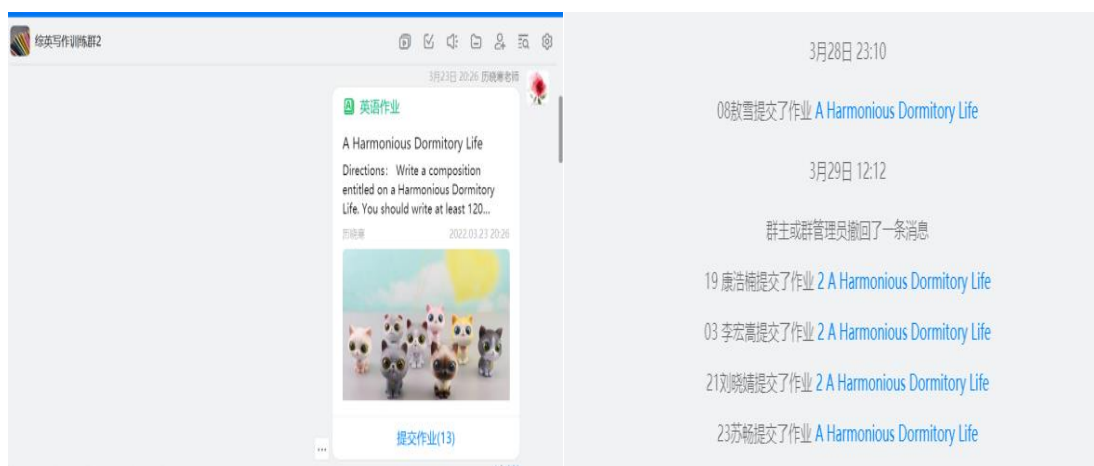 综英写作训练群2
3月23日 20:26 历晓寒老师
英语作业
A Harmonious Dormitory Life
Directions: Write a composition
entitled on a Harmonious Dormitory
Life. You should write at least 120...
历晓寒 2022.03.23 20:26
提交作业(13)
3月28日 23:10
08敖雪提交了作业 A Harmonious Dormitory Life
3月29日 12:12
群主或群管理员撤回了一条消息
19 康浩楠提交了作业 2 A Harmonious Dormitory Life
03 李宏嵩提交了作业 2 A Harmonious Dormitory Life
21刘晓婧提交了作业 2 A Harmonious Dormitory Life
23苏畅提交了作业 A Harmonious Dormitory Life